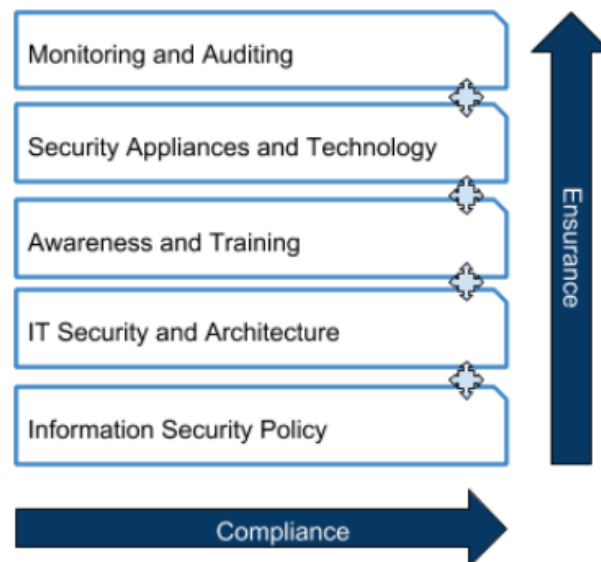 Monitoring and Auditing
Security Appliances and Technology
Awareness and Training
IT Security and Architecture
Information Security Policy
Ensurance
Compliance